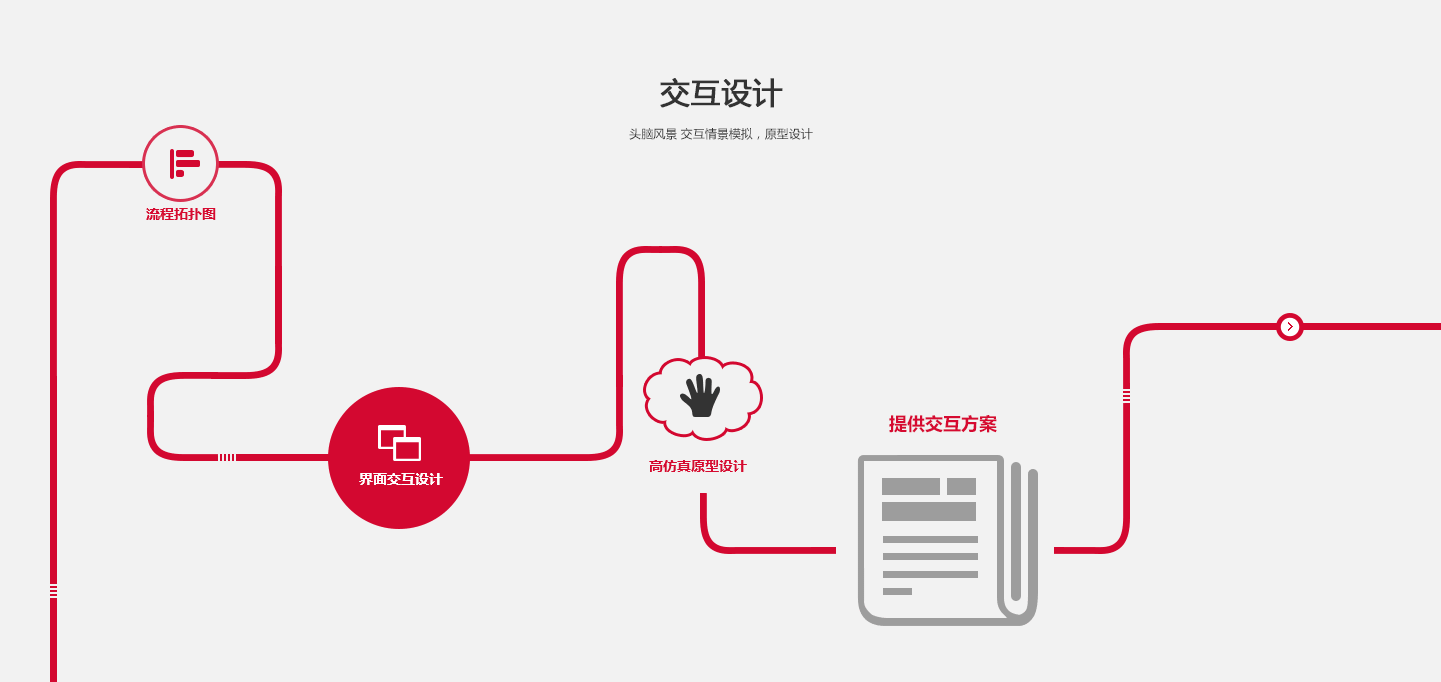 交互设计
头脑风景 交互情景模拟，原型设计
流程拓扑图
界面交互设计
高仿真原型设计
提供交互方案